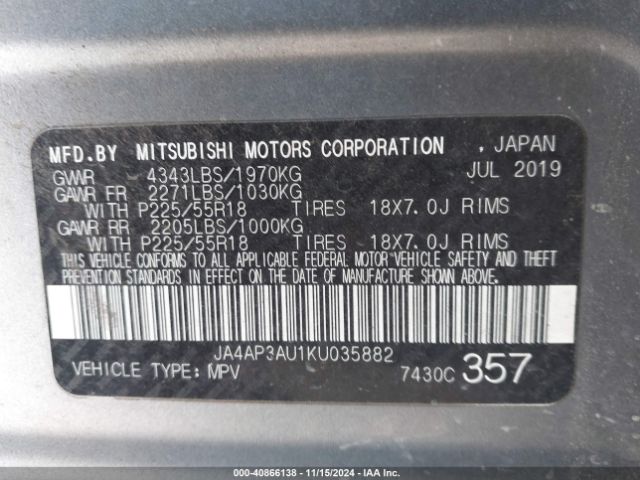 MFD.BY MITSUBISHI MOTORS CORPORATION , JAPAN
GWR 4343LBS/1970KG JUL 2019
GAWR FR 2271LBS/1030KG
WITH P225/55R18 TIRES 18X7.0J RIMS
GAWR RR 2205LBS/1000KG
WITH P225/55R18 TIRES 18X7.0J RIMS
THIS VEHICLE CONFORMS TO ALL APPLICABLE FEDERAL MOTOR VEHICLE SAFETY AND THEFT
PREVENTION STANDARDS IN EFFECT ON THE DATE OF MANUFACTURE SHOWN ABOVE.
JA4AP3AU1KU035882
VEHICLE TYPE: MPV 7430C 357
000-40866138 - 11/15/2024 - IAA Inc.